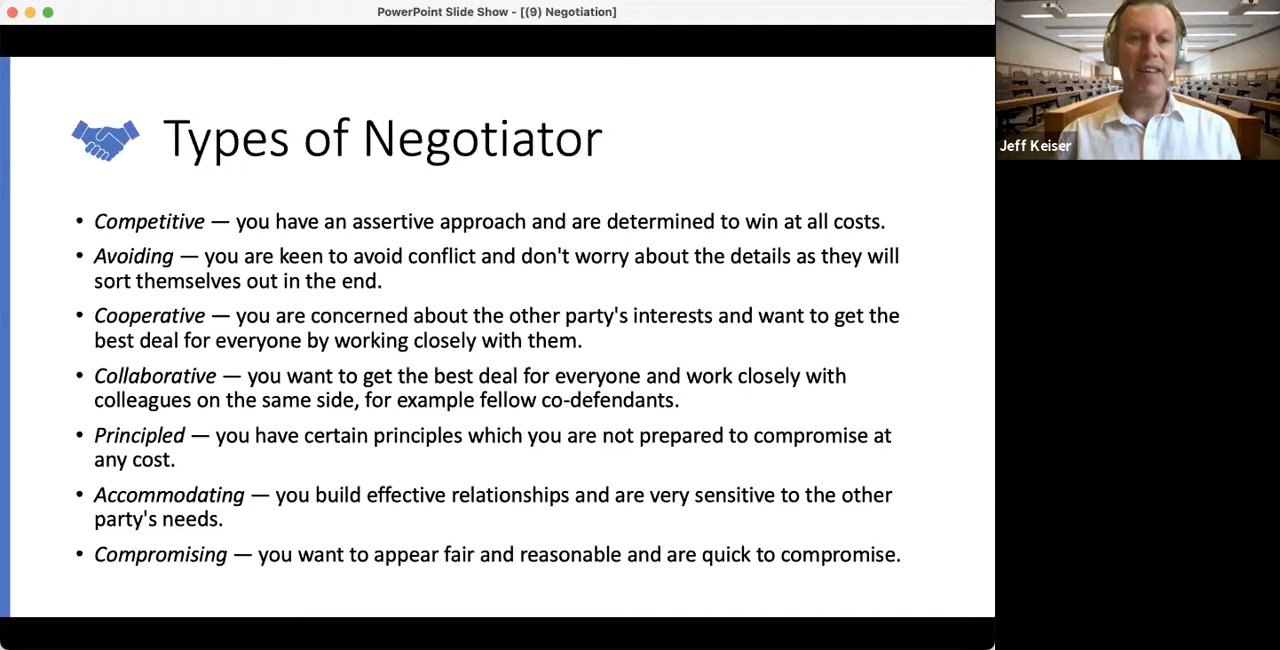 PowerPoint Slide Show - [(9) Negotiation]
Types of Negotiator
• Competitive — you have an assertive approach and are determined to win at all costs.
• Avoiding — you are keen to avoid conflict and don't worry about the details as they will
sort themselves out in the end.
• Cooperative — you are concerned about the other party's interests and want to get the
best deal for everyone by working closely with them.
• Collaborative — you want to get the best deal for everyone and work closely with
colleagues on the same side, for example fellow co-defendants.
• Principled — you have certain principles which you are not prepared to compromise at
any cost.
• Accommodating — you build effective relationships and are very sensitive to the other
party's needs.
• Compromising — you want to appear fair and reasonable and are quick to compromise.
Jeff Keiser